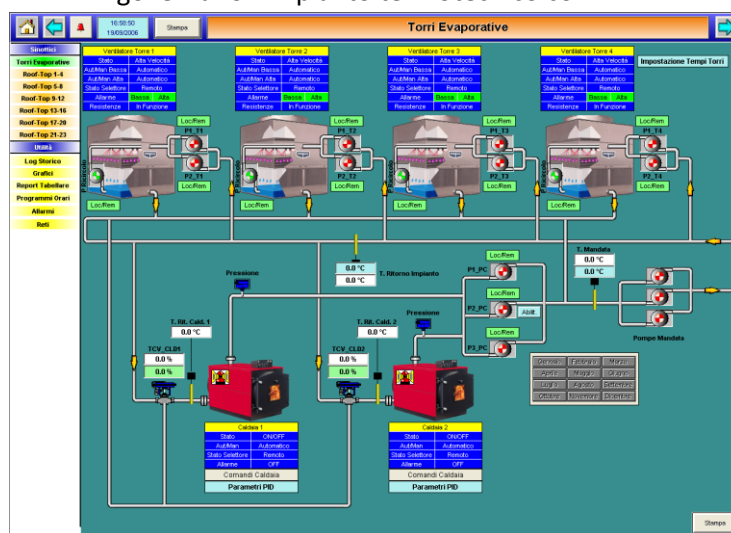 16:58:50
19/09/2006
Stampa
Torri Evaporative
Sinottici
Torri Evaporative
Roof-Top 1-4
Roof-Top 5-8
Roof-Top 9-12
Roof-Top 13-16
Roof-Top 17-20
Roof-Top 21-23
Utilità
Log Storico
Grafici
Report Tabellare
Programmi Orari
Allarmi
Reti
Ventilatore Torre 1
Stato Alta Velocità
Aut/Man Bassa Automatico
Aut/Man Alta Automatico
Stato Selettore Remoto
Allarme Bassa Alta
Resistenze In Funzione
Ventilatore Torre 2
Stato Alta Velocità
Aut/Man Bassa Automatico
Aut/Man Alta Automatico
Stato Selettore Remoto
Allarme Bassa Alta
Resistenze In Funzione
Ventilatore Torre 3
Stato Alta Velocità
Aut/Man Bassa Automatico
Aut/Man Alta Automatico
Stato Selettore Remoto
Allarme Bassa Alta
Resistenze In Funzione
Ventilatore Torre 4
Stato Alta Velocità
Aut/Man Bassa Automatico
Aut/Man Alta Automatico
Stato Selettore Remoto
Allarme Bassa Alta
Resistenze In Funzione
Impostazione Tempi Torri
Loc/Rem
P1_T1
P2_T1
Loc/Rem
P.Ricircolo
Loc/Rem
Loc/Rem
P1_T2
P2_T2
Loc/Rem
P.Ricircolo
Loc/Rem
Loc/Rem
P1_T3
P2_T3
Loc/Rem
P.Ricircolo
Loc/Rem
Loc/Rem
P1_T4
P2_T4
Loc/Rem
P.Ricircolo
Loc/Rem
0.0 °C
0.0 °C
T. Ritorno Impianto
T. Mandata
0.0 °C
0.0 °C
Loc/Rem
P1_PC
Loc/Rem
P2_PC
Abilit.
Loc/Rem
P3_PC
Pompe Mandata
Pressione
Pressione
T. Rit. Cald. 1
0.0 °C
T. Rit. Cald. 2
0.0 °C
TCV_CLD1
0.0 %
0.0 %
TCV_CLD2
0.0 %
0.0 %
Gennaio Febbraio Marzo
Aprile Maggio Giugno
Luglio Agosto Settembre
Ottobre Novembre Dicembre
Caldaia 1
Stato ON/OFF
Aut/Man Automatico
Stato Selettore Remoto
Allarme OFF
Comandi Caldaia
Parametri PID
Caldaia 2
Stato ON/OFF
Aut/Man Automatico
Stato Selettore Remoto
Allarme OFF
Comandi Caldaia
Parametri PID
Stampa